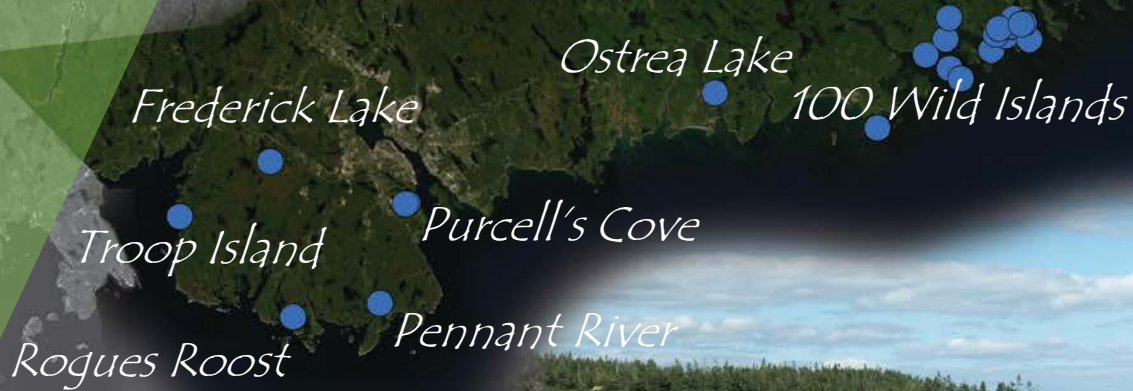 Ostrea Lake
100 Wild Islands
Frederick Lake
Purcell's Cove
Troop Island
Pennant River
Rogues Roost